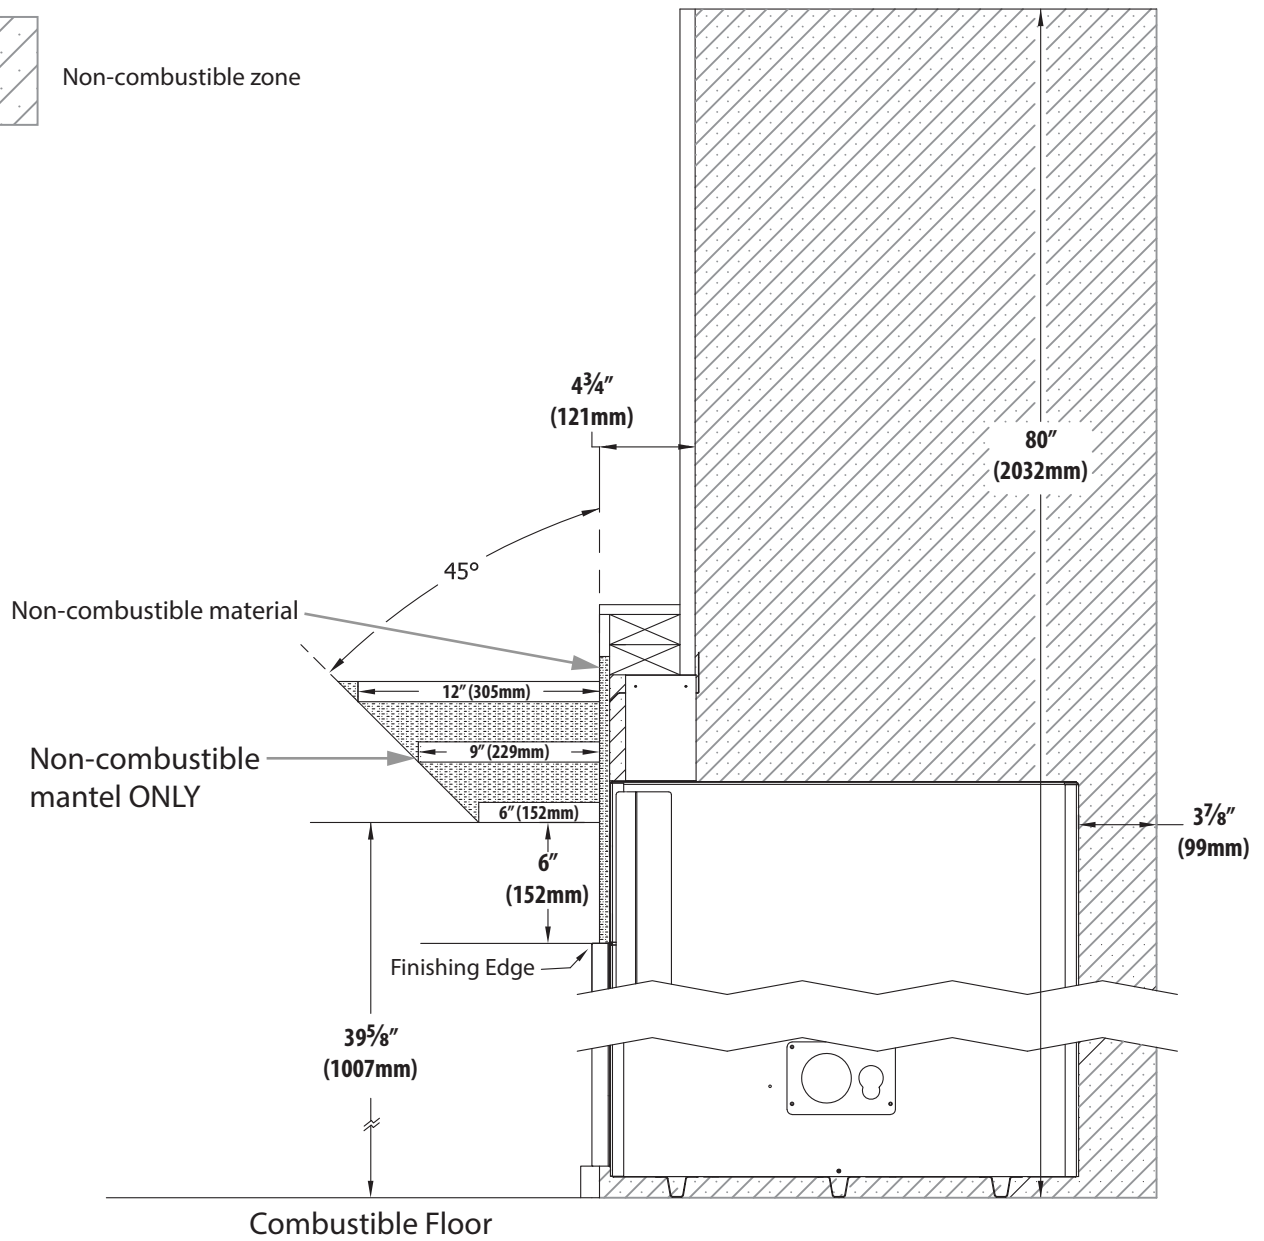 Non-combustible zone
4¾″
(121mm)
80″
(2032mm)
45°
Non-combustible material
12″ (305mm)
9″ (229mm)
Non-combustible
mantel ONLY
6″ (152mm)
3⅞″
(99mm)
6″
(152mm)
Finishing Edge
39⅝″
(1007mm)
Combustible Floor